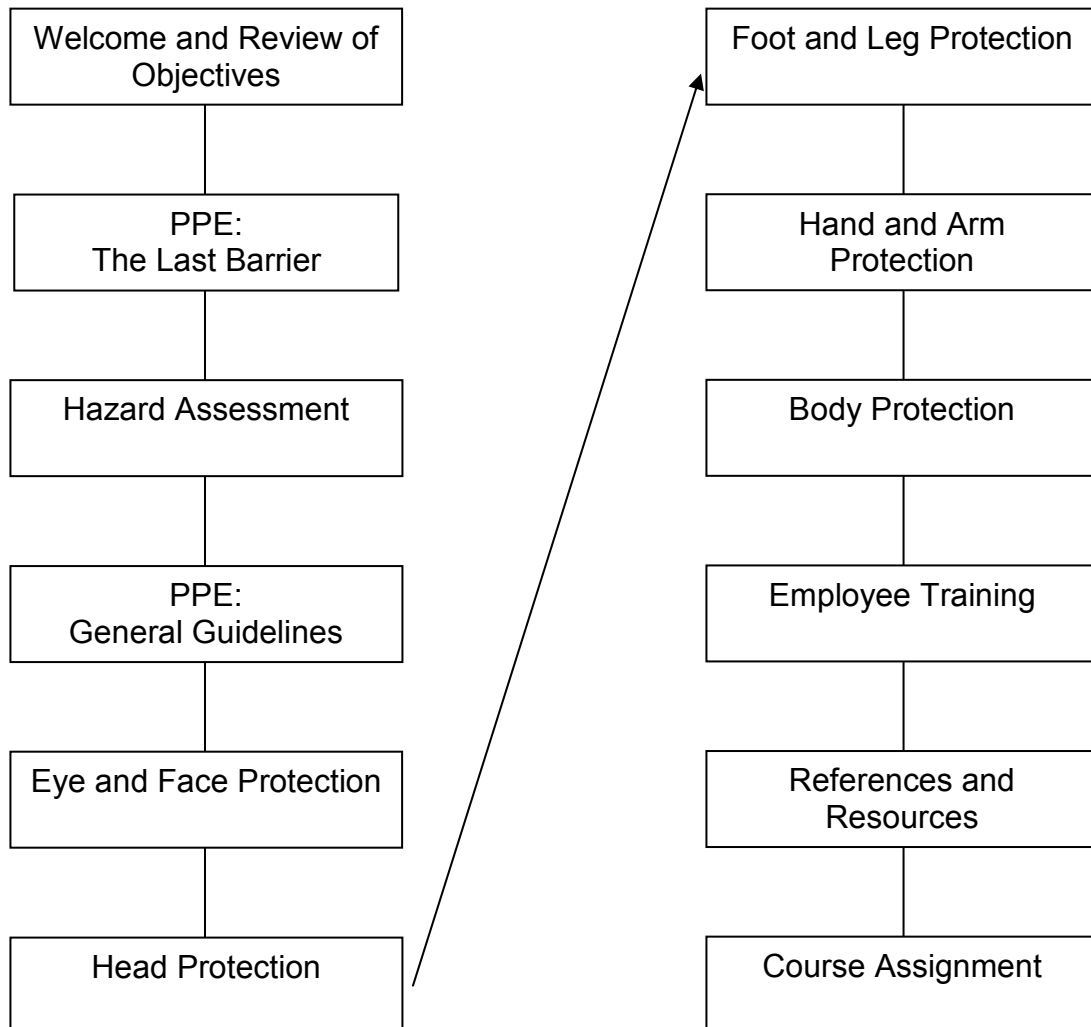 Welcome and Review of
Objectives
PPE:
The Last Barrier
Hazard Assessment
PPE:
General Guidelines
Eye and Face Protection
Head Protection
Foot and Leg Protection
Hand and Arm
Protection
Body Protection
Employee Training
References and
Resources
Course Assignment